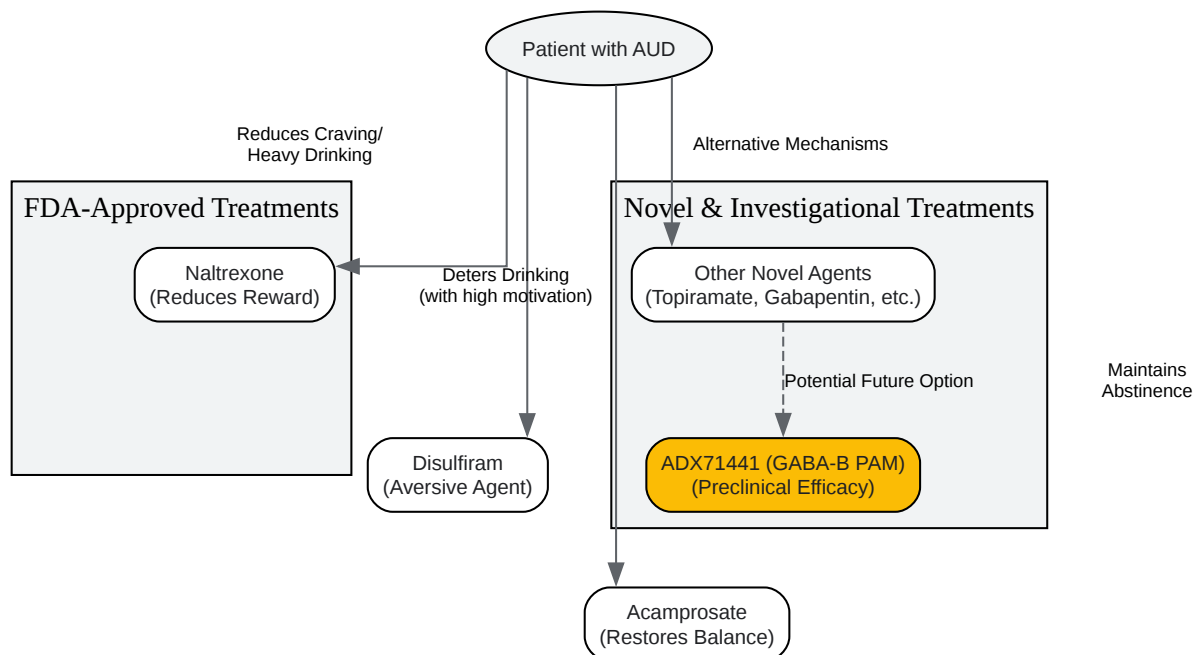 Patient with AUD
Reduces Craving/
Heavy Drinking
Alternative Mechanisms
FDA-Approved Treatments
Novel & Investigational Treatments
Naltrexone
(Reduces Reward)
Deters Drinking
(with high motivation)
Other Novel Agents
(Topiramate, Gabapentin, etc.)
Potential Future Option
Maintains
Abstinence
Disulfiram
(Aversive Agent)
ADX71441 (GABA-B PAM)
(Preclinical Efficacy)
Acamprosate
(Restores Balance)